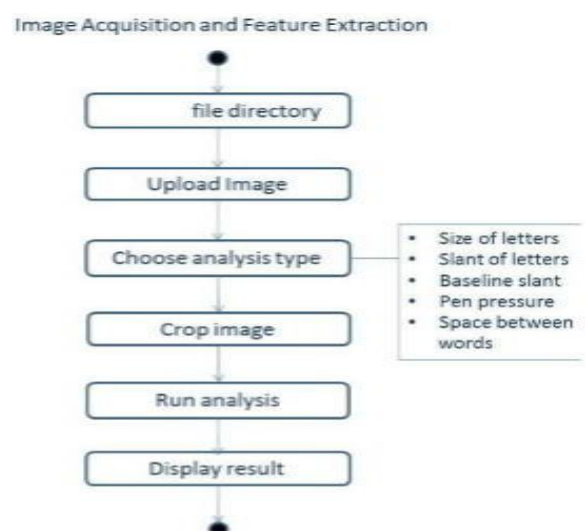 Image Acquisition and Feature Extraction
file directory
Upload Image
Choose analysis type
• Size of letters
• Slant of letters
• Baseline slant
• Pen pressure
• Space between
words
Crop image
Run analysis
Display result